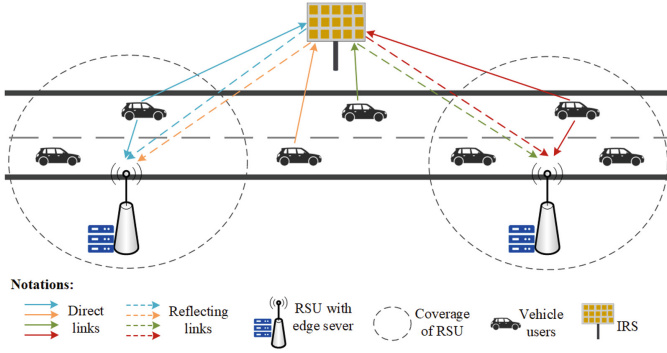 Notations:
Direct
links
Reflecting
links
RSU with
edge sever
Coverage
of RSU
Vehicle
users
IRS